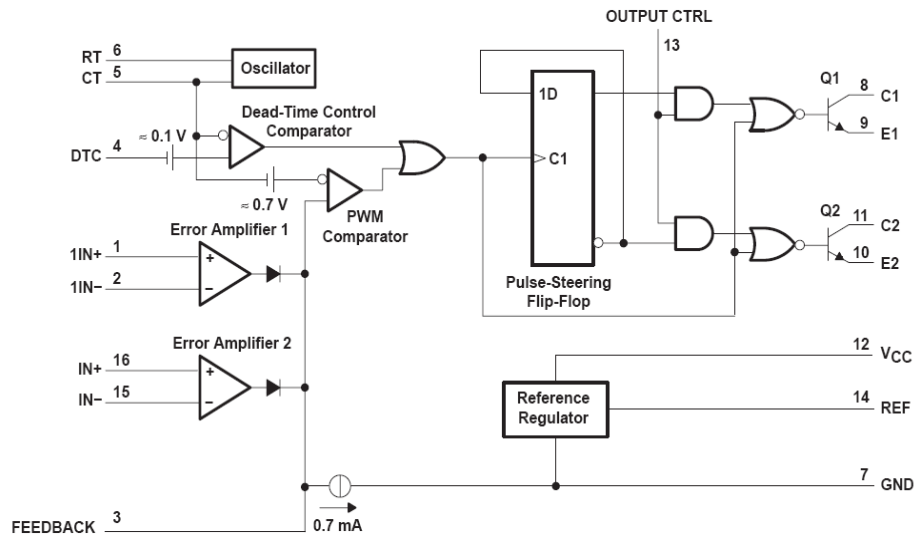 OUTPUT CTRL
13
RT 6
CT 5
Oscillator
Dead-Time Control
Comparator
≈ 0.1 V
DTC 4
1D
C1
Q1
8 C1
9 E1
≈ 0.7 V
PWM
Comparator
Error Amplifier 1
1IN+ 1
+
1IN− 2
−
Q2
11 C2
10 E2
Pulse-Steering
Flip-Flop
Error Amplifier 2
IN+ 16
+
IN− 15
−
12 VCC
Reference
Regulator
14 REF
7 GND
0.7 mA
FEEDBACK 3